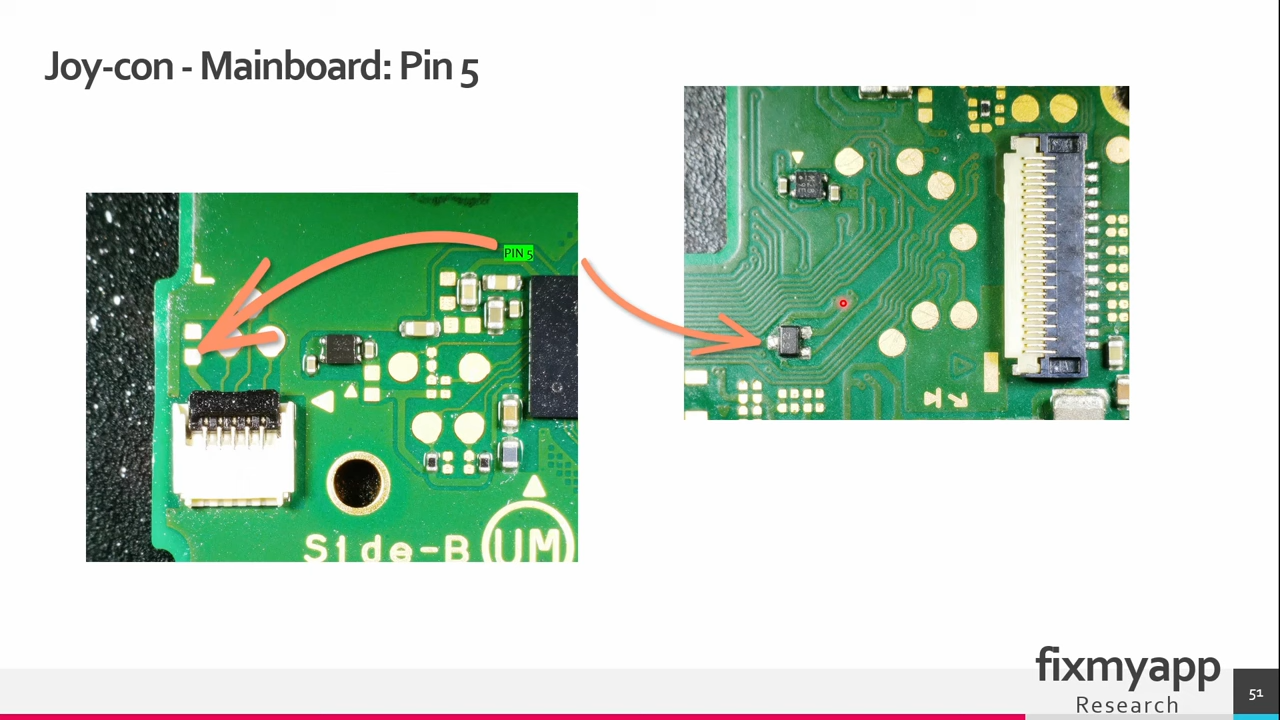 Joy-con - Mainboard: Pin 5
PIN 5
Side-B
UM
fixmyapp
Research
51